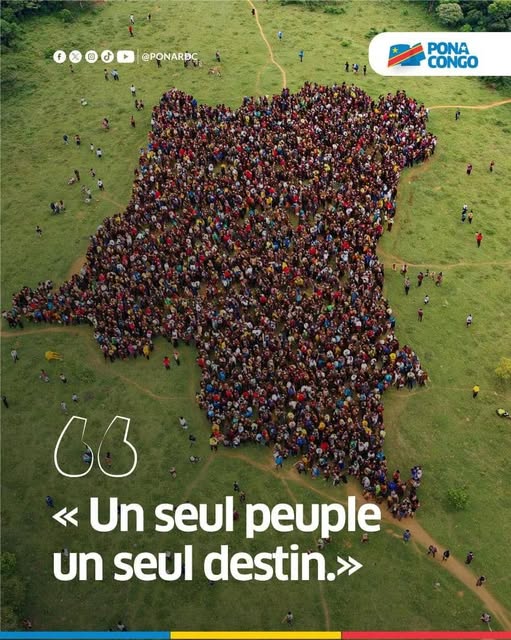 @PONARDC
PONA
CONGO
« Un seul peuple
un seul destin.»